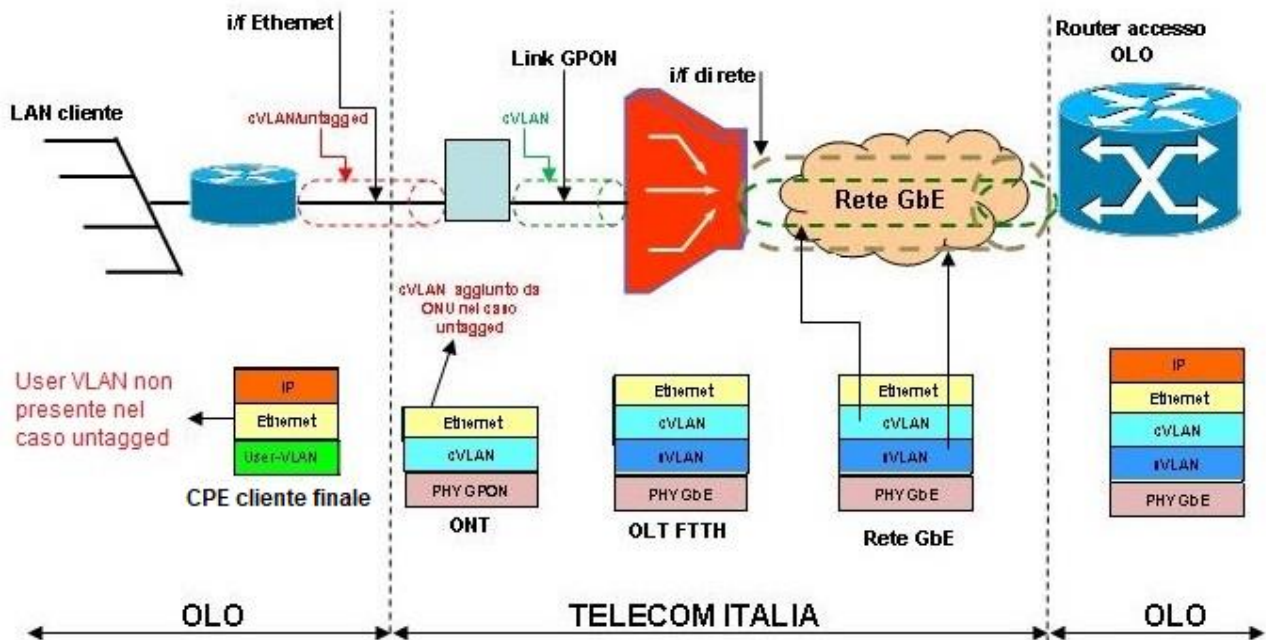 i/f Ethernet
Link GPON
i/f di rete
Router accesso
OLO
LAN cliente
cVLAN/untagged
cVLAN
Rete GbE
cVLAN aggiunto da
ONU nel caso
untagged
User VLAN non
presente nel
caso untagged
IP
Ethernet
User-VLAN
CPE cliente finale
Ethernet
cVLAN
PHY GPON
ONT
Ethernet
cVLAN
nVLAN
PHY GbE
OLT FTTH
Ethernet
cVLAN
nVLAN
PHY GbE
Rete GbE
IP
Ethernet
cVLAN
nVLAN
PHY GbE
OLO
TELECOM ITALIA
OLO